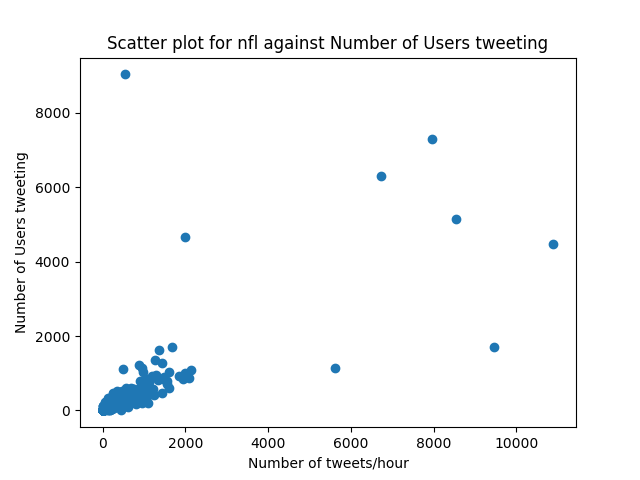 Scatter plot for nfl against Number of Users tweeting
Number of Users tweeting
8000
6000
4000
2000
0
0 2000 4000 6000 8000 10000
Number of tweets/hour